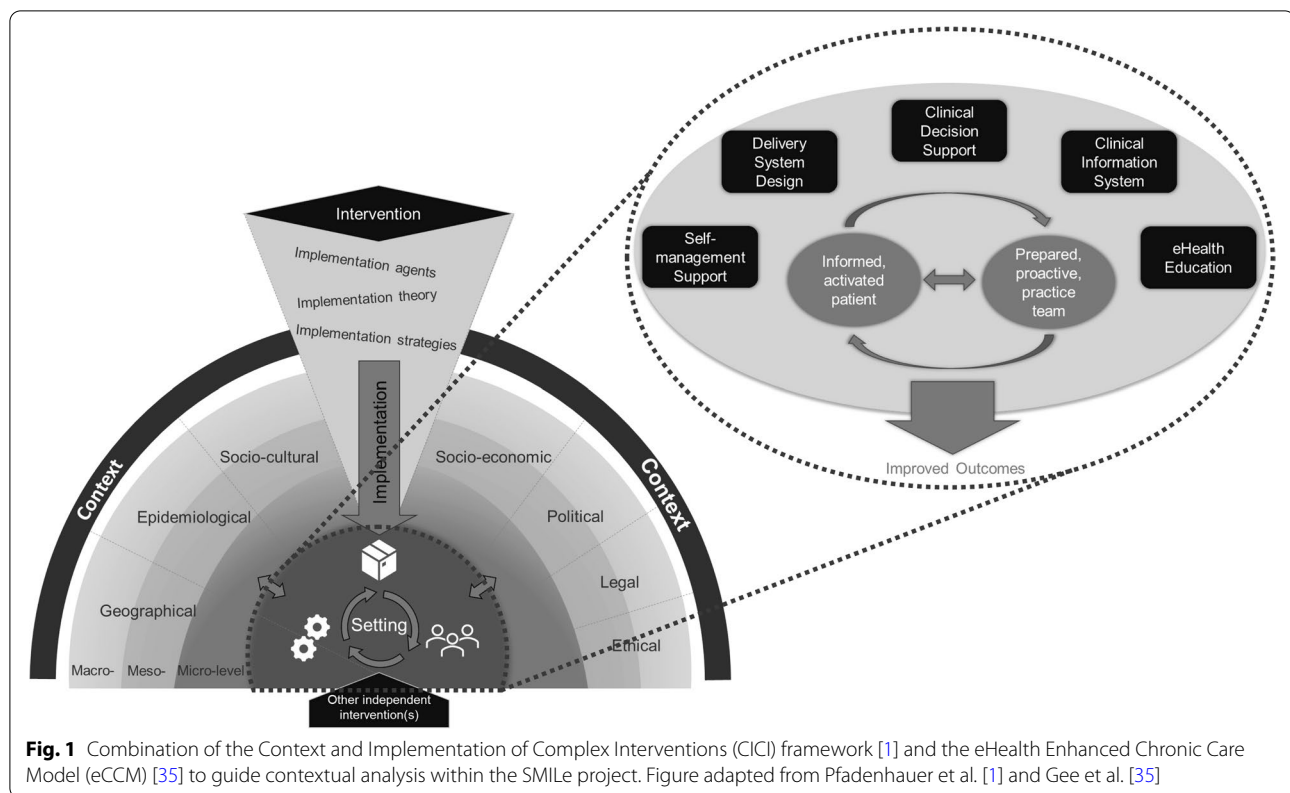 Intervention
Implementation agents
Implementation theory
Implementation strategies
Implementation
Context
Context
Socio-cultural
Socio-economic
Epidemiological
Political
Geographical
Legal
Ethical
Macro-
Meso-
Micro-level
Setting
Other independent
intervention(s)
Clinical
Decision
Support
Delivery
System
Design
Clinical
Information
System
Self-
management
Support
eHealth
Education
Informed,
activated
patient
Prepared,
proactive,
practice
team
Improved Outcomes
Fig. 1 Combination of the Context and Implementation of Complex Interventions (CICI) framework [1] and the eHealth Enhanced Chronic Care
Model (eCCM) [35] to guide contextual analysis within the SMILe project. Figure adapted from Pfadenhauer et al. [1] and Gee et al. [35]